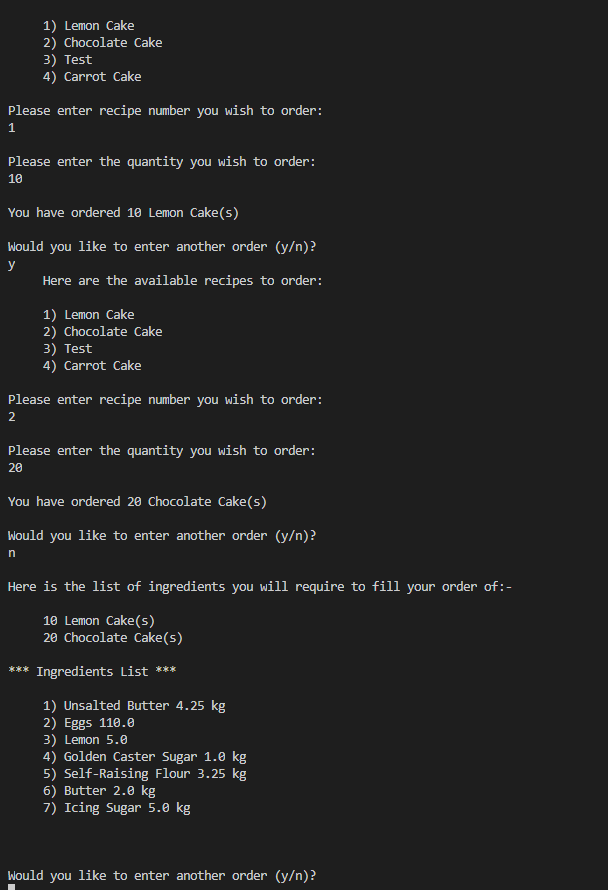 1) Lemon Cake
2) Chocolate Cake
3) Test
4) Carrot Cake
Please enter recipe number you wish to order:
1
Please enter the quantity you wish to order:
10
You have ordered 10 Lemon Cake(s)
Would you like to enter another order (y/n)?
y
Here are the available recipes to order:
1) Lemon Cake
2) Chocolate Cake
3) Test
4) Carrot Cake
Please enter recipe number you wish to order:
2
Please enter the quantity you wish to order:
20
You have ordered 20 Chocolate Cake(s)
Would you like to enter another order (y/n)?
n
Here is the list of ingredients you will require to fill your order of:-
10 Lemon Cake(s)
20 Chocolate Cake(s)
*** Ingredients List ***
1) Unsalted Butter 4.25 kg
2) Eggs 110.0
3) Lemon 5.0
4) Golden Caster Sugar 1.0 kg
5) Self-Raising Flour 3.25 kg
6) Butter 2.0 kg
7) Icing Sugar 5.0 kg
Would you like to enter another order (y/n)?